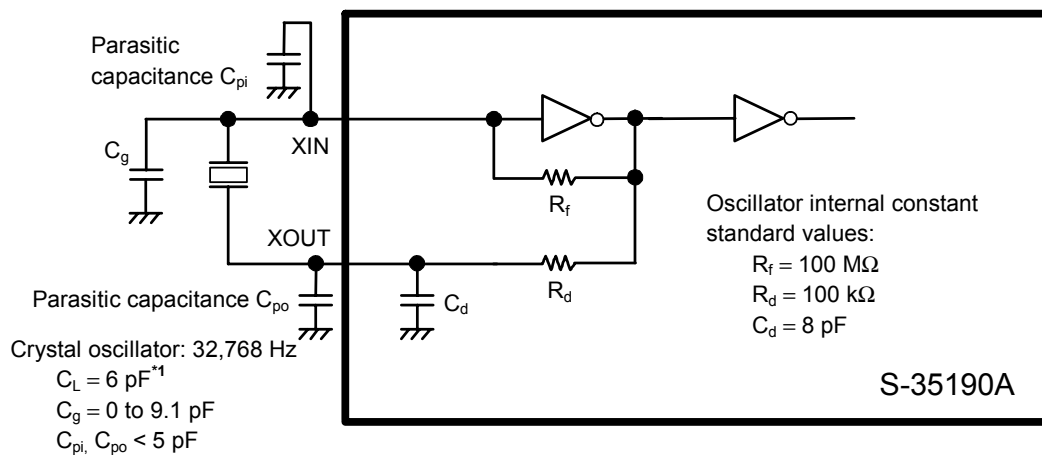 Parasitic
capacitance Cpi
XIN
Cg
Rf
XOUT
Oscillator internal constant
standard values:
Rf = 100 MΩ
Rd = 100 kΩ
Cd = 8 pF
Rd
Parasitic capacitance Cpo
Cd
Crystal oscillator: 32,768 Hz
CL = 6 pF*1
Cg = 0 to 9.1 pF
Cpi, Cpo < 5 pF
S-35190A